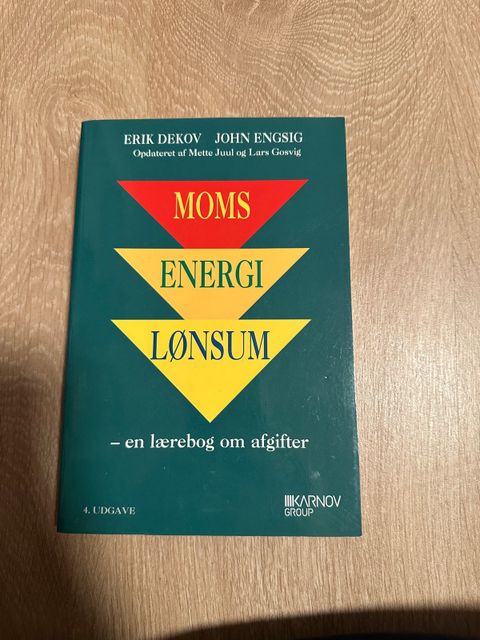 ERIK DEKOV JOHN ENGSIG
Opdateret af Mette Juul og Lars Gosvig
MOMS
ENERGI
LØNSUM
– en lærebog om afgifter
4. UDGAVE
KARNOV
GROUP